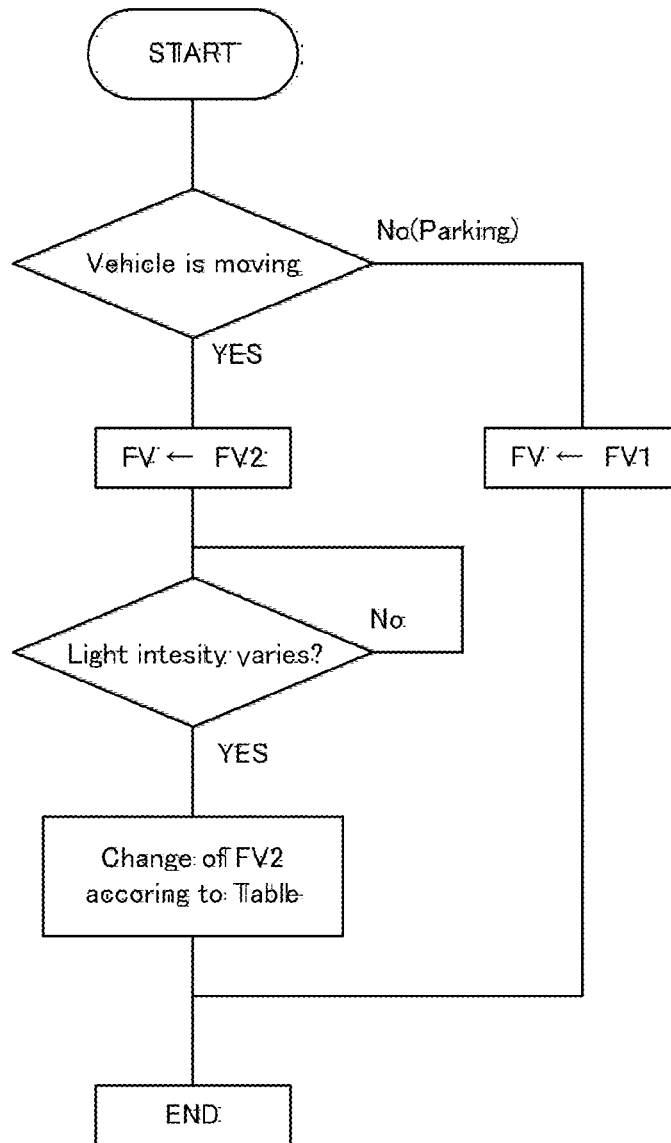 START
Vehicle is moving
No(Parking)
YES
FV ← FV2
FV ← FV1
Light intesity varies?
No
YES
Change of FV2
accoring to Table
END